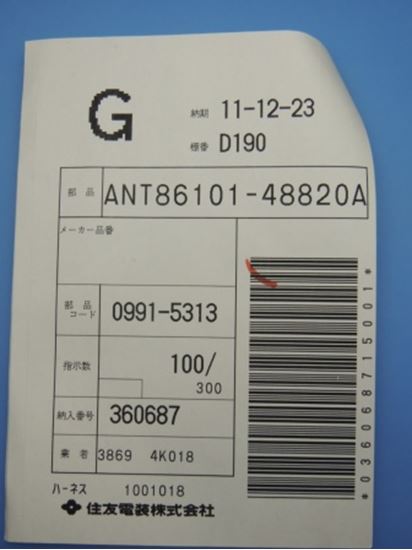 G
納期 11-12-23
棚番 D190
部品 ANT86101-48820A
メーカー品番
部品コード 0991-5313
指示数 100/
300
納入番号 360687
業者 3869 4K018
*036068715001*
ハーネス 1001018
住友電装株式会社